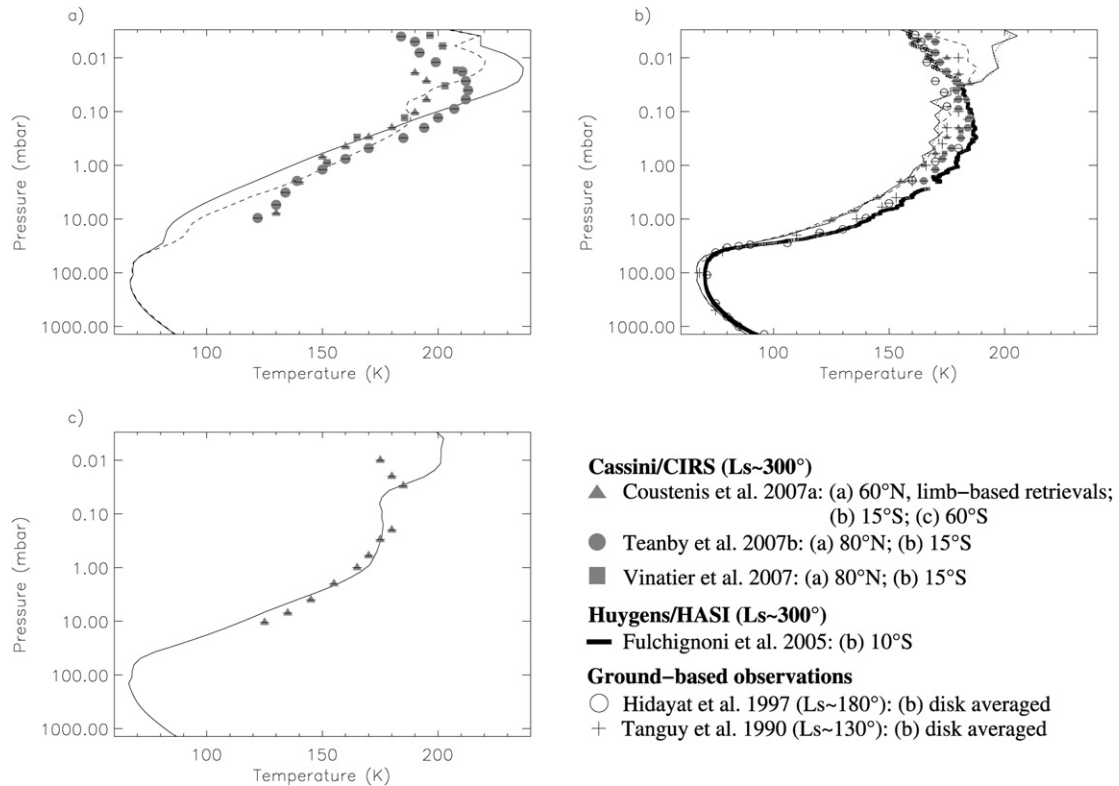 a)
0.01
0.10
1.00
10.00
100.00
1000.00
Pressure (mbar)
100 150 200
Temperature (K)
b)
0.01
0.10
1.00
10.00
100.00
1000.00
Pressure (mbar)
100 150 200
Temperature (K)
c)
0.01
0.10
1.00
10.00
100.00
1000.00
Pressure (mbar)
100 150 200
Temperature (K)
Cassini/CIRS (Ls~300°)
Coustenis et al. 2007a: (a) 60°N, limb−based retrievals;
(b) 15°S; (c) 60°S
Teanby et al. 2007b: (a) 80°N; (b) 15°S
Vinatier et al. 2007: (a) 80°N; (b) 15°S
Huygens/HASI (Ls~300°)
Fulchignoni et al. 2005: (b) 10°S
Ground−based observations
Hidayat et al. 1997 (Ls~180°): (b) disk averaged
Tanguy et al. 1990 (Ls~130°): (b) disk averaged